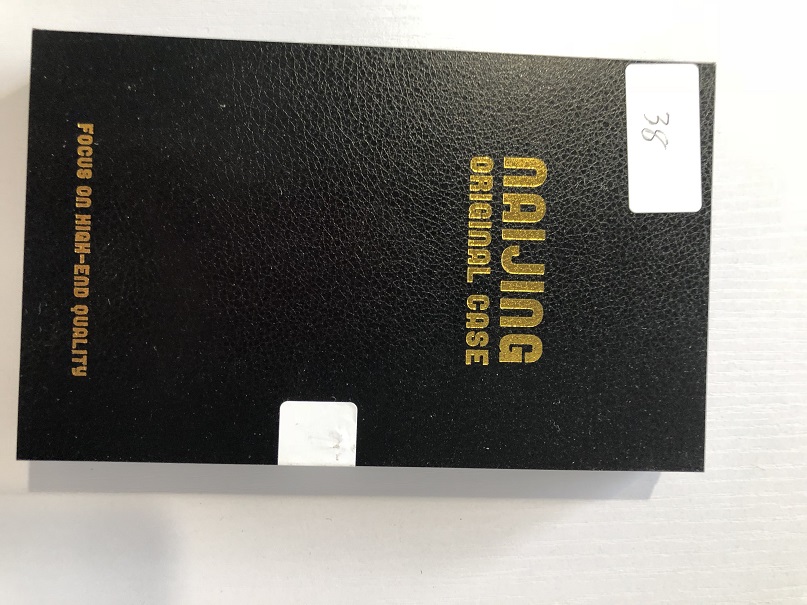 38
NAIJING
ORIGINAL CASE
FOCUS ON HIGH-END QUALITY